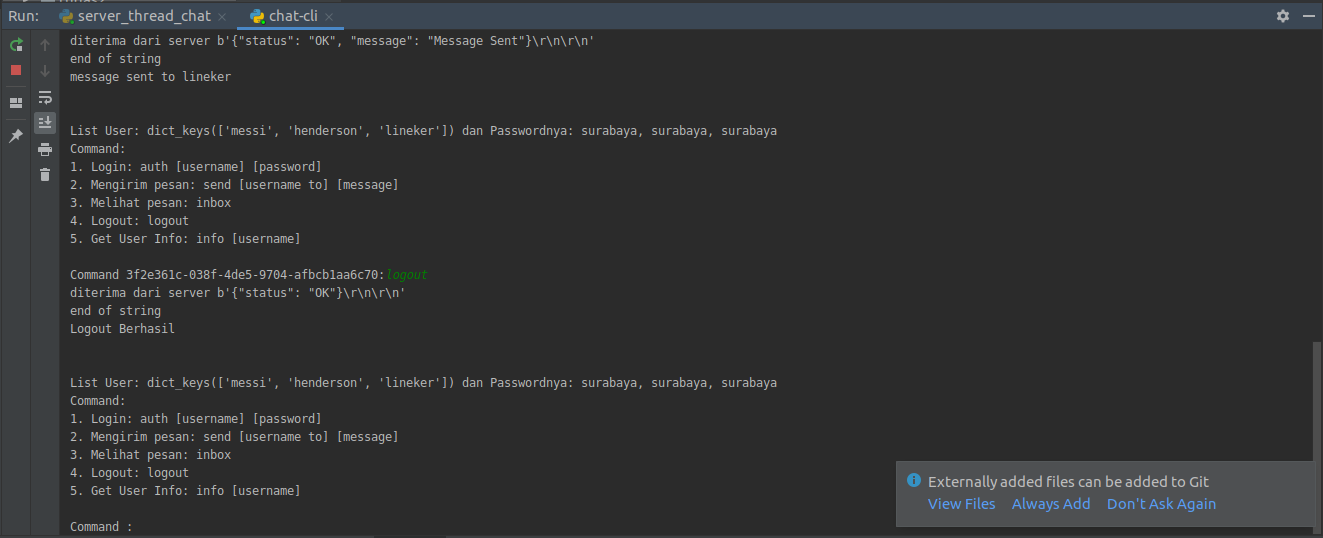 Run: server_thread_chat × chat-cli ×
diterima dari server b'{"status": "OK", "message": "Message Sent"}\r\n\r\n'
end of string
message sent to lineker
List User: dict_keys(['messi', 'henderson', 'lineker']) dan Passwordnya: surabaya, surabaya, surabaya
Command:
1. Login: auth [username] [password]
2. Mengirim pesan: send [username to] [message]
3. Melihat pesan: inbox
4. Logout: logout
5. Get User Info: info [username]
Command 3f2e361c-038f-4de5-9704-afbcb1aa6c70:logout
diterima dari server b'{"status": "OK"}\r\n\r\n'
end of string
Logout Berhasil
List User: dict_keys(['messi', 'henderson', 'lineker']) dan Passwordnya: surabaya, surabaya, surabaya
Command:
1. Login: auth [username] [password]
2. Mengirim pesan: send [username to] [message]
3. Melihat pesan: inbox
4. Logout: logout
5. Get User Info: info [username]
Command :
Externally added files can be added to Git
View Files Always Add Don't Ask Again